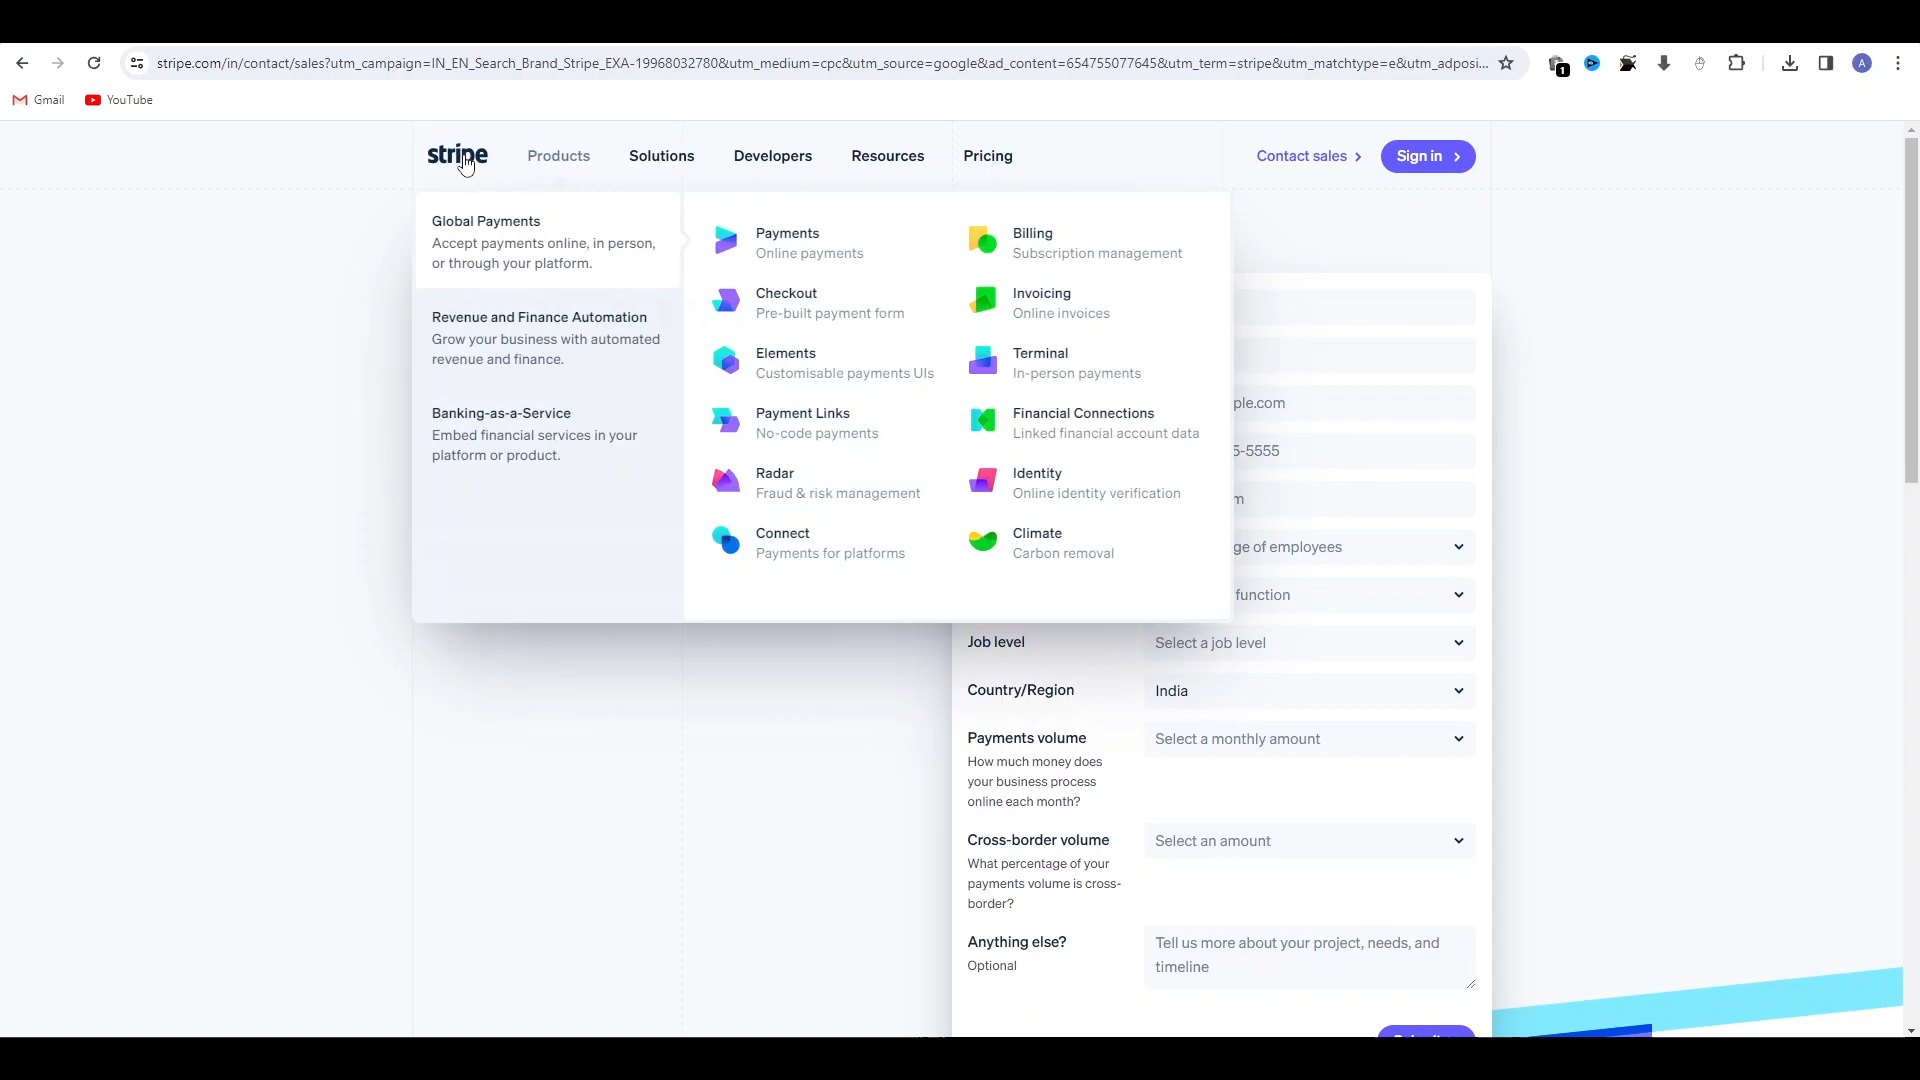 stripe.com/in/contact/sales?utm_campaign=IN_EN_Search_Brand_Stripe_EXA-19968032780&utm_medium=cpc&utm_source=google&ad_content=654755077645&utm_term=stripe&utm_matchtype=e&utm_adposi...
1
A
Gmail
YouTube
stripe
Products
Solutions
Developers
Resources
Pricing
Contact sales
Sign in
Global Payments
Accept payments online, in person,
or through your platform.
Revenue and Finance Automation
Grow your business with automated
revenue and finance.
Banking-as-a-Service
Embed financial services in your
platform or product.
Payments
Online payments
Checkout
Pre-built payment form
Elements
Customisable payments UIs
Payment Links
No-code payments
Radar
Fraud & risk management
Connect
Payments for platforms
Billing
Subscription management
Invoicing
Online invoices
Terminal
In-person payments
Financial Connections
Linked financial account data
Identity
Online identity verification
Climate
Carbon removal
ple.com
5-5555
m
ge of employees
function
Job level
Select a job level
Country/Region
India
Payments volume
Select a monthly amount
How much money does
your business process
online each month?
Cross-border volume
Select an amount
What percentage of your
payments volume is cross-
border?
Anything else?
Optional
Tell us more about your project, needs, and
timeline